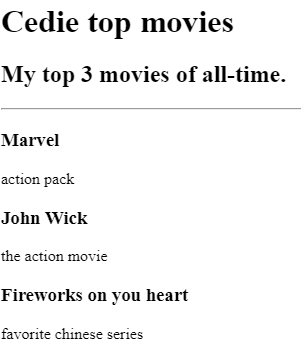 Cedie top movies
My top 3 movies of all-time.
Marvel
action pack
John Wick
the action movie
Fireworks on you heart
favorite chinese series